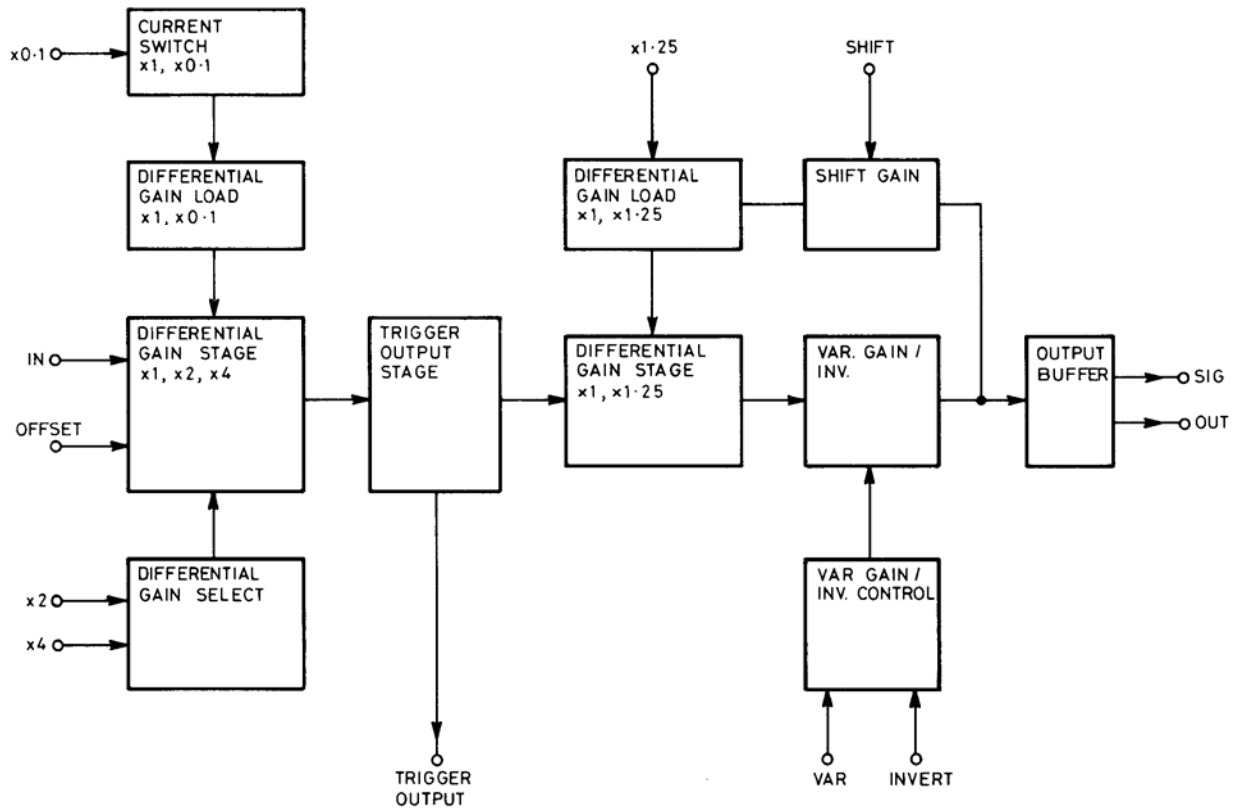 x0·1
CURRENT
SWITCH
x1, x0·1
x1·25
SHIFT
DIFFERENTIAL
GAIN LOAD
x1, x0·1
DIFFERENTIAL
GAIN LOAD
x1, x1·25
SHIFT GAIN
IN
OFFSET
DIFFERENTIAL
GAIN STAGE
x1, x2, x4
TRIGGER
OUTPUT
STAGE
DIFFERENTIAL
GAIN STAGE
x1, x1·25
VAR. GAIN /
INV.
OUTPUT
BUFFER
SIG
OUT
x2
x4
DIFFERENTIAL
GAIN SELECT
VAR GAIN /
INV. CONTROL
TRIGGER
OUTPUT
VAR
INVERT